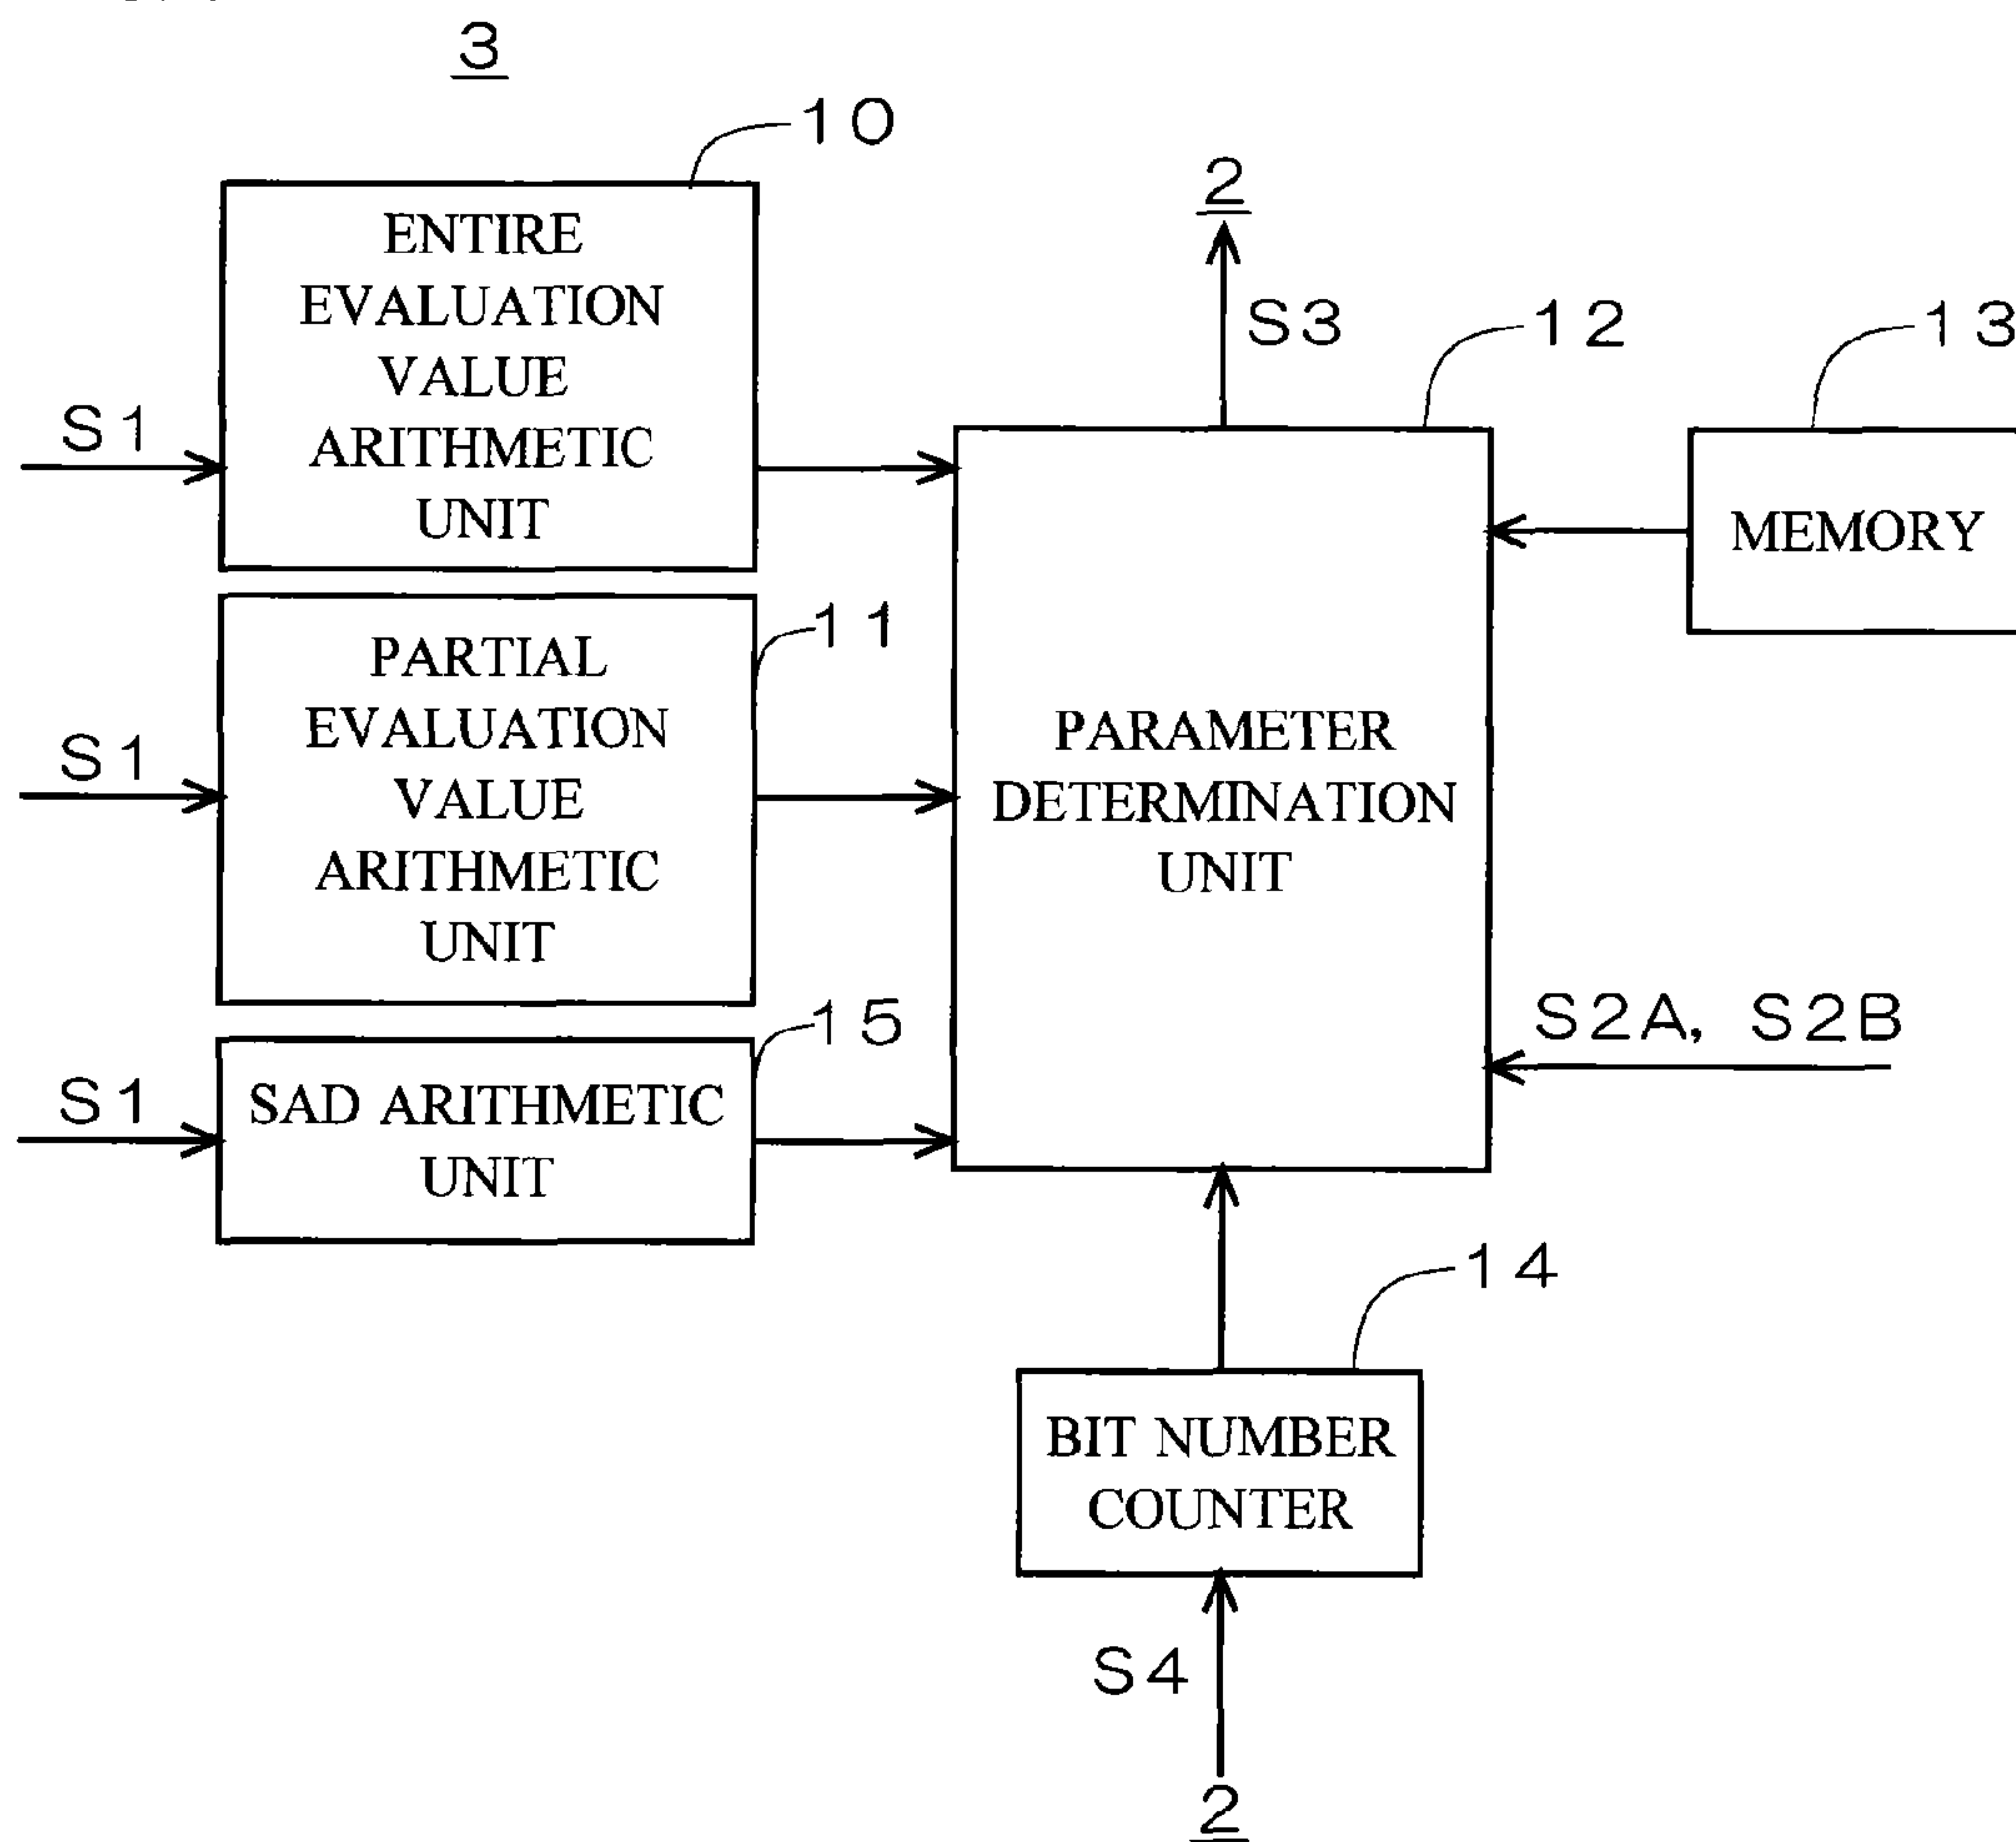 3
10
ENTIRE
EVALUATION
VALUE
ARITHMETIC
UNIT
S1
2
S3
12
13
MEMORY
11
PARTIAL
EVALUATION
VALUE
ARITHMETIC
UNIT
S1
PARAMETER
DETERMINATION
UNIT
15
SAD ARITHMETIC
UNIT
S1
S2A, S2B
14
BIT NUMBER
COUNTER
S4
2